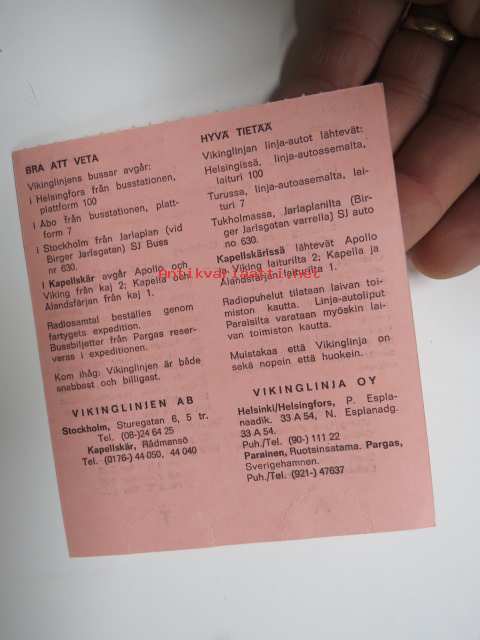 BRA ATT VETA
Vikinglinjens bussar avgår:
i Helsingfors från busstationen,
plattform 100
i Åbo från busstationen, platt-
form 7
i Stockholm från Jarlaplan (vid
Birger Jarlsgatan) SJ Buss
nr 630.
I Kapellskär avgår Apollo och
Viking från kaj 2; Kapella och
Ålandsfärjan från kaj 1.
Radiosamtal beställes genom
fartygets expedition.
Bussbiljetter från Pargas reser-
veras i expeditionen.
Kom ihåg: Vikinglinjen är både
snabbast och billigast.
VIKINGLINJEN AB
Stockholm, Sturegatan 6, 5 tr.
Tel. (08-)24 64 25
Kapellskär, Rådmansö
Tel. (0176-) 44 050, 44 040
HYVÄ TIETÄÄ
Vikinglinjan linja-autot lähtevät:
Helsingissä, linja-autoasemalta,
laituri 100
Turussa, linja-autoasemalta, lai-
turi 7
Tukholmassa, Jarlaplanilta (Bir-
ger Jarlsgatan varrella) SJ auto
no 630.
Kapellskärissä lähtevät Apollo
ja Viking laiturilta 2; Kapella ja
Ålandsfärjan laiturilta 1.
Radiopuhelut tilataan laivan toi-
miston kautta. Linja-autoliput
Paraisilta varataan myöskin lai-
van toimiston kautta.
Muistakaa että Vikinglinja on
sekä nopein että huokein.
VIKINGLINJA OY
Helsinki/Helsingfors, P. Espla-
naadik. 33 A 54, N. Esplanadg.
33 A 54.
Puh./Tel. (90-) 111 22
Parainen, Ruotsinsatama. Pargas,
Sverigehamnen.
Puh./Tel. (921-) 47637
Antikvariaatti.net